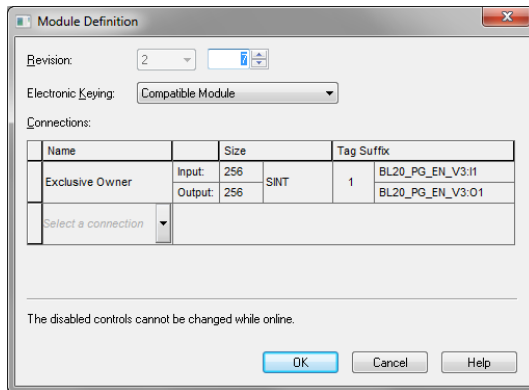 Module Definition
Revision: 2 7
Electronic Keying: Compatible Module
Connections:
Name Size Tag Suffix
Exclusive Owner Input: 256 SINT 1 BL20_PG_EN_V3:I1
Output: 256 BL20_PG_EN_V3:O1
Select a connection
The disabled controls cannot be changed while online.
OK Cancel Help